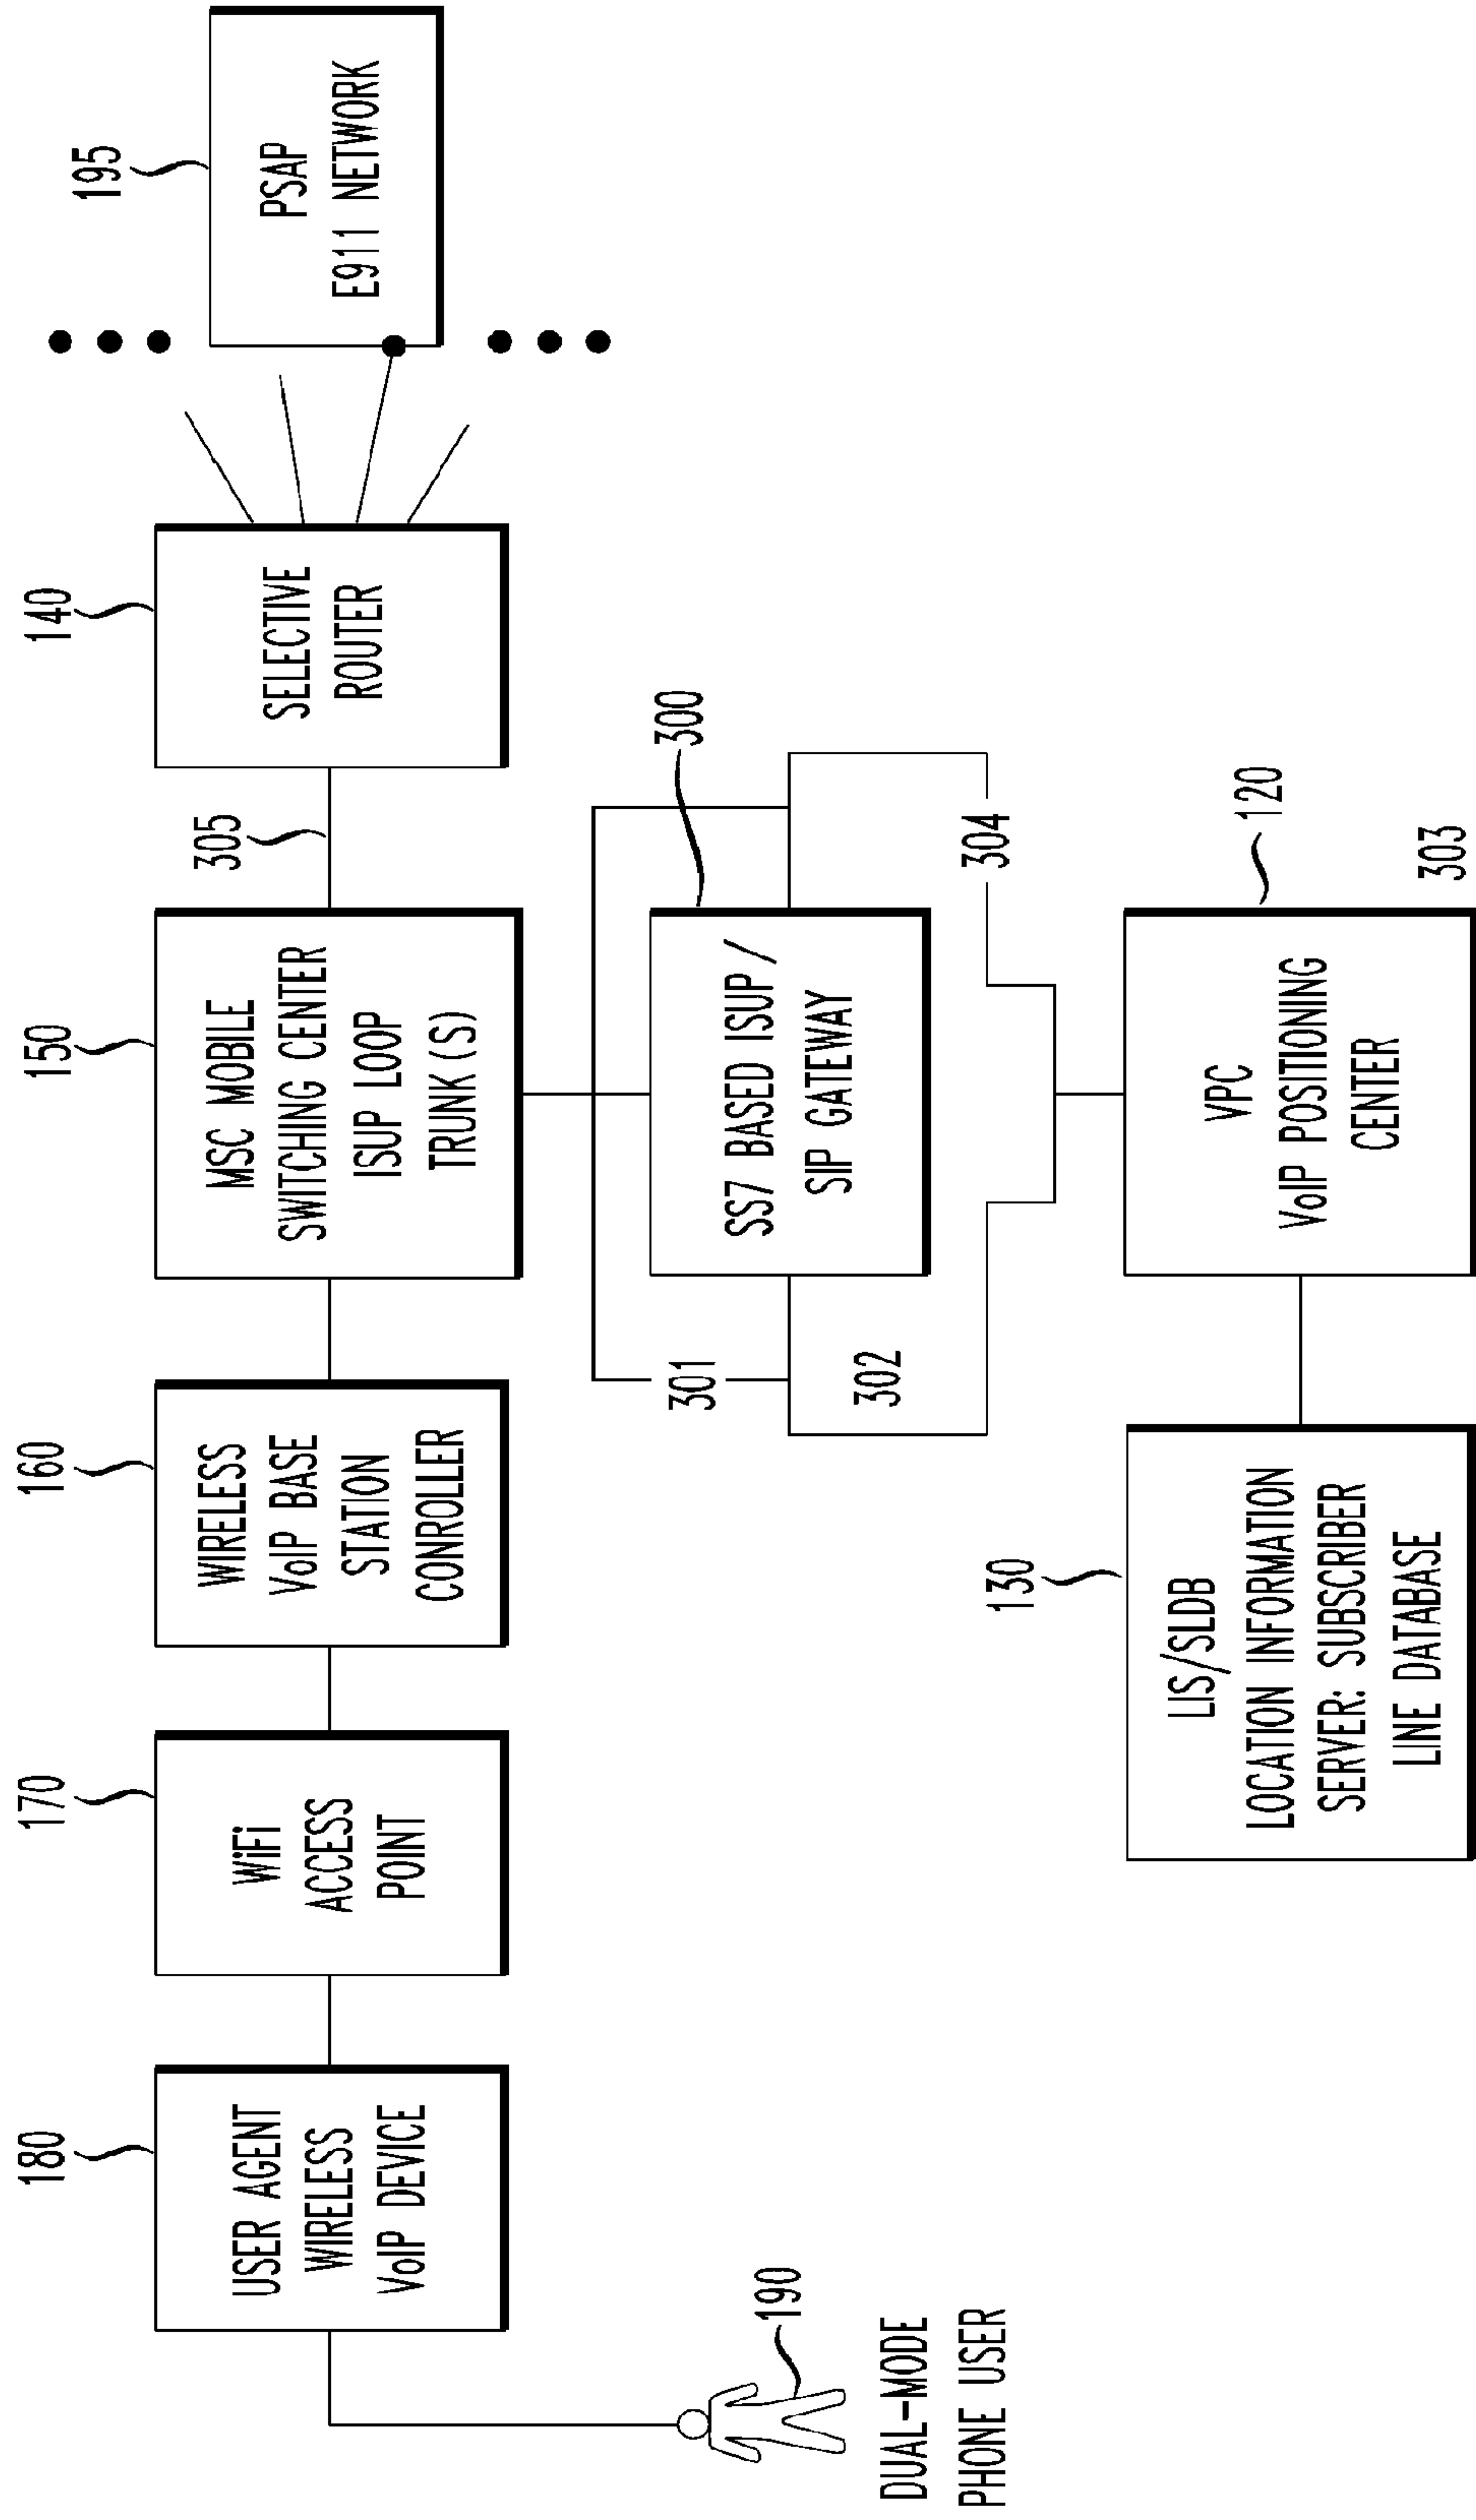 180
USER AGENT
WIRELESS
VoIP DEVICE
190
DUAL-MODE
PHONE USER
170
WiFi
ACCESS
POINT
160
WIRELESS
VoIP BASE
STATION
CONROLLER
150
MSC MOBILE
SWITCHING CENTER
ISUP LOOP
TRUNK(S)
305
140
SELECTIVE
ROUTER
195
PSAP
E911 NETWORK
300
SS7 BASED ISUP/
SIP GATEWAY
301
302
304
120
303
VPC
VoIP POSITIONING
CENTER
130
LIS/SLDB
LOCATION INFORMATION
SERVER: SUBSCRIBER
LINE DATABASE